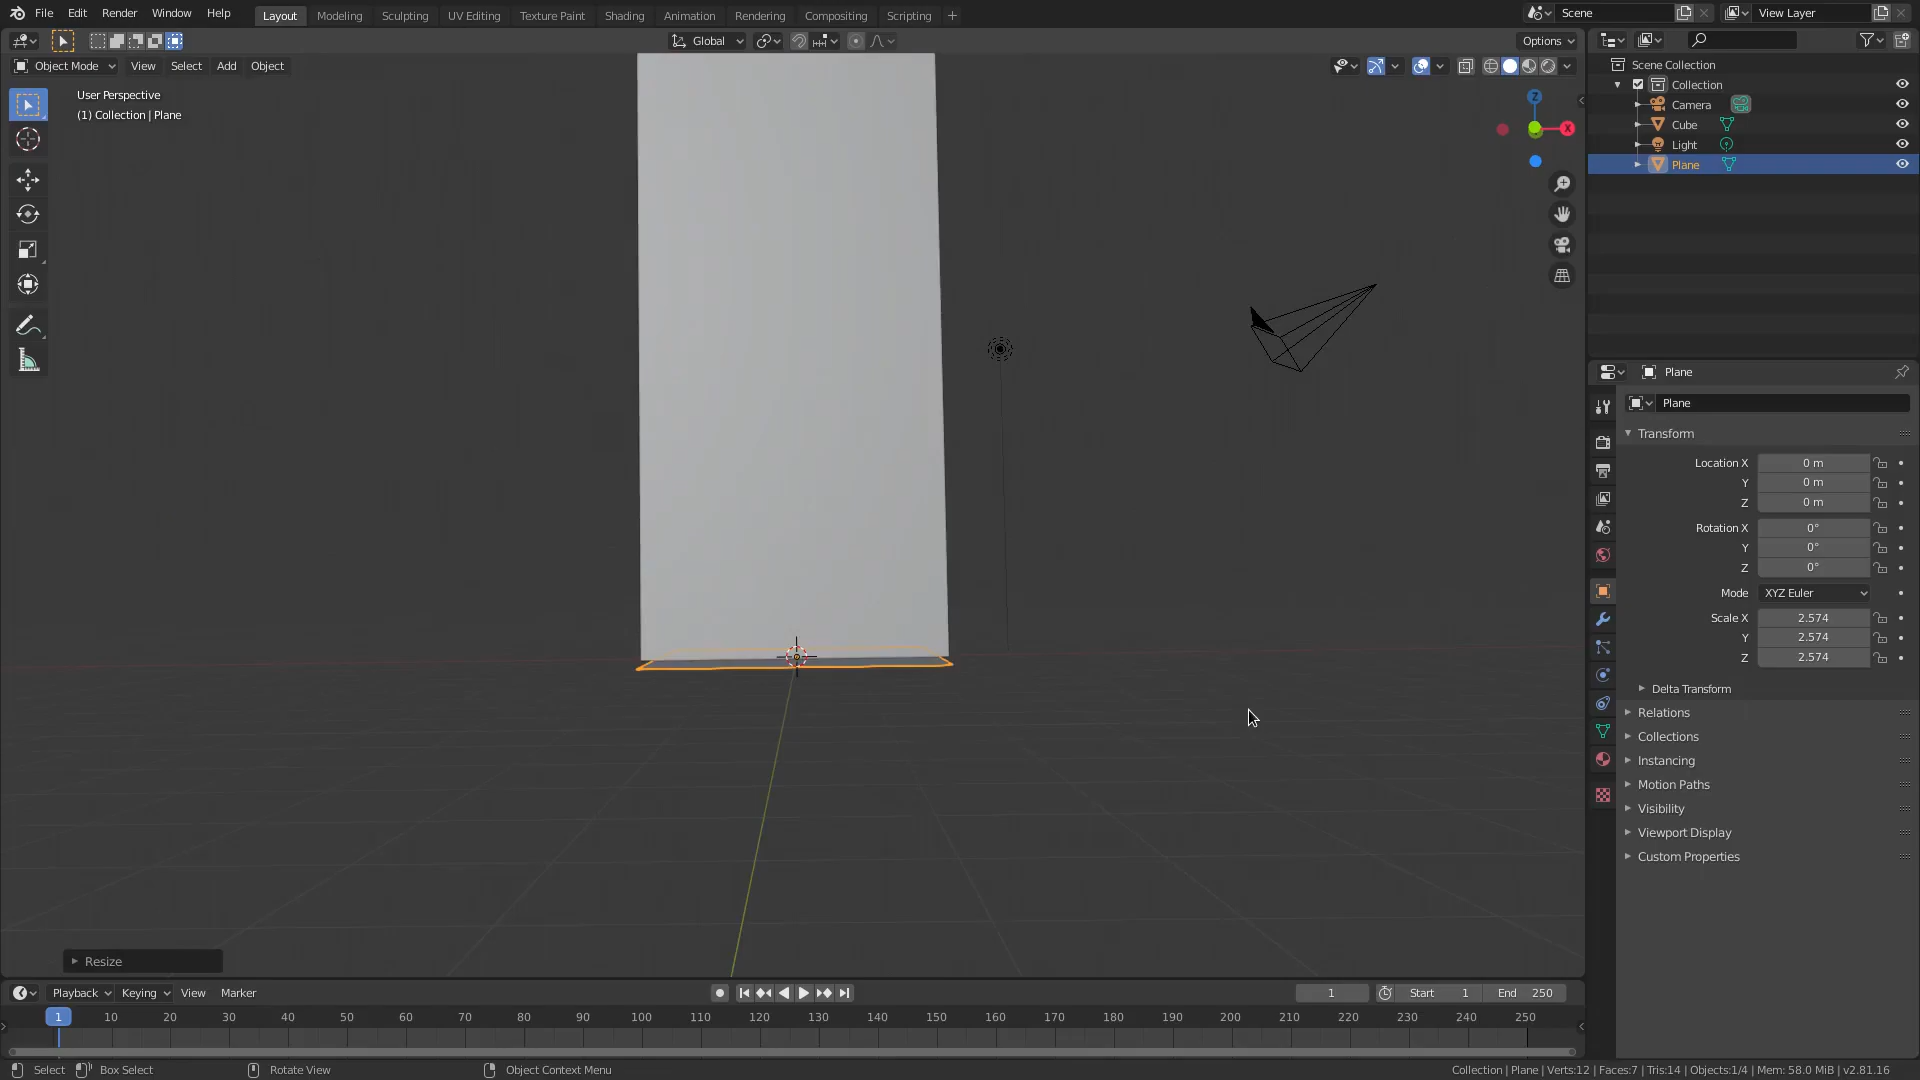 File Edit Render Window Help
Layout Modeling Sculpting UV Editing Texture Paint Shading Animation Rendering Compositing Scripting +
Scene
View Layer
Global
Options
Object Mode View Select Add Object
User Perspective
(1) Collection | Plane
Z
X
Scene Collection
Collection
Camera
Cube
Light
Plane
Plane
Plane
Transform
Location X 0 m
Y 0 m
Z 0 m
Rotation X 0°
Y 0°
Z 0°
Mode XYZ Euler
Scale X 2.574
Y 2.574
Z 2.574
Delta Transform
Relations
Collections
Instancing
Motion Paths
Visibility
Viewport Display
Custom Properties
Resize
Playback Keying View Marker
1 Start 1 End 250
1 10 20 30 40 50 60 70 80 90 100 110 120 130 140 150 160 170 180 190 200 210 220 230 240 250
Select Box Select Rotate View Object Context Menu
Collection | Plane | Verts:12 | Faces:7 | Tris:14 | Objects:1/4 | Mem: 58.0 MiB | v2.81.16